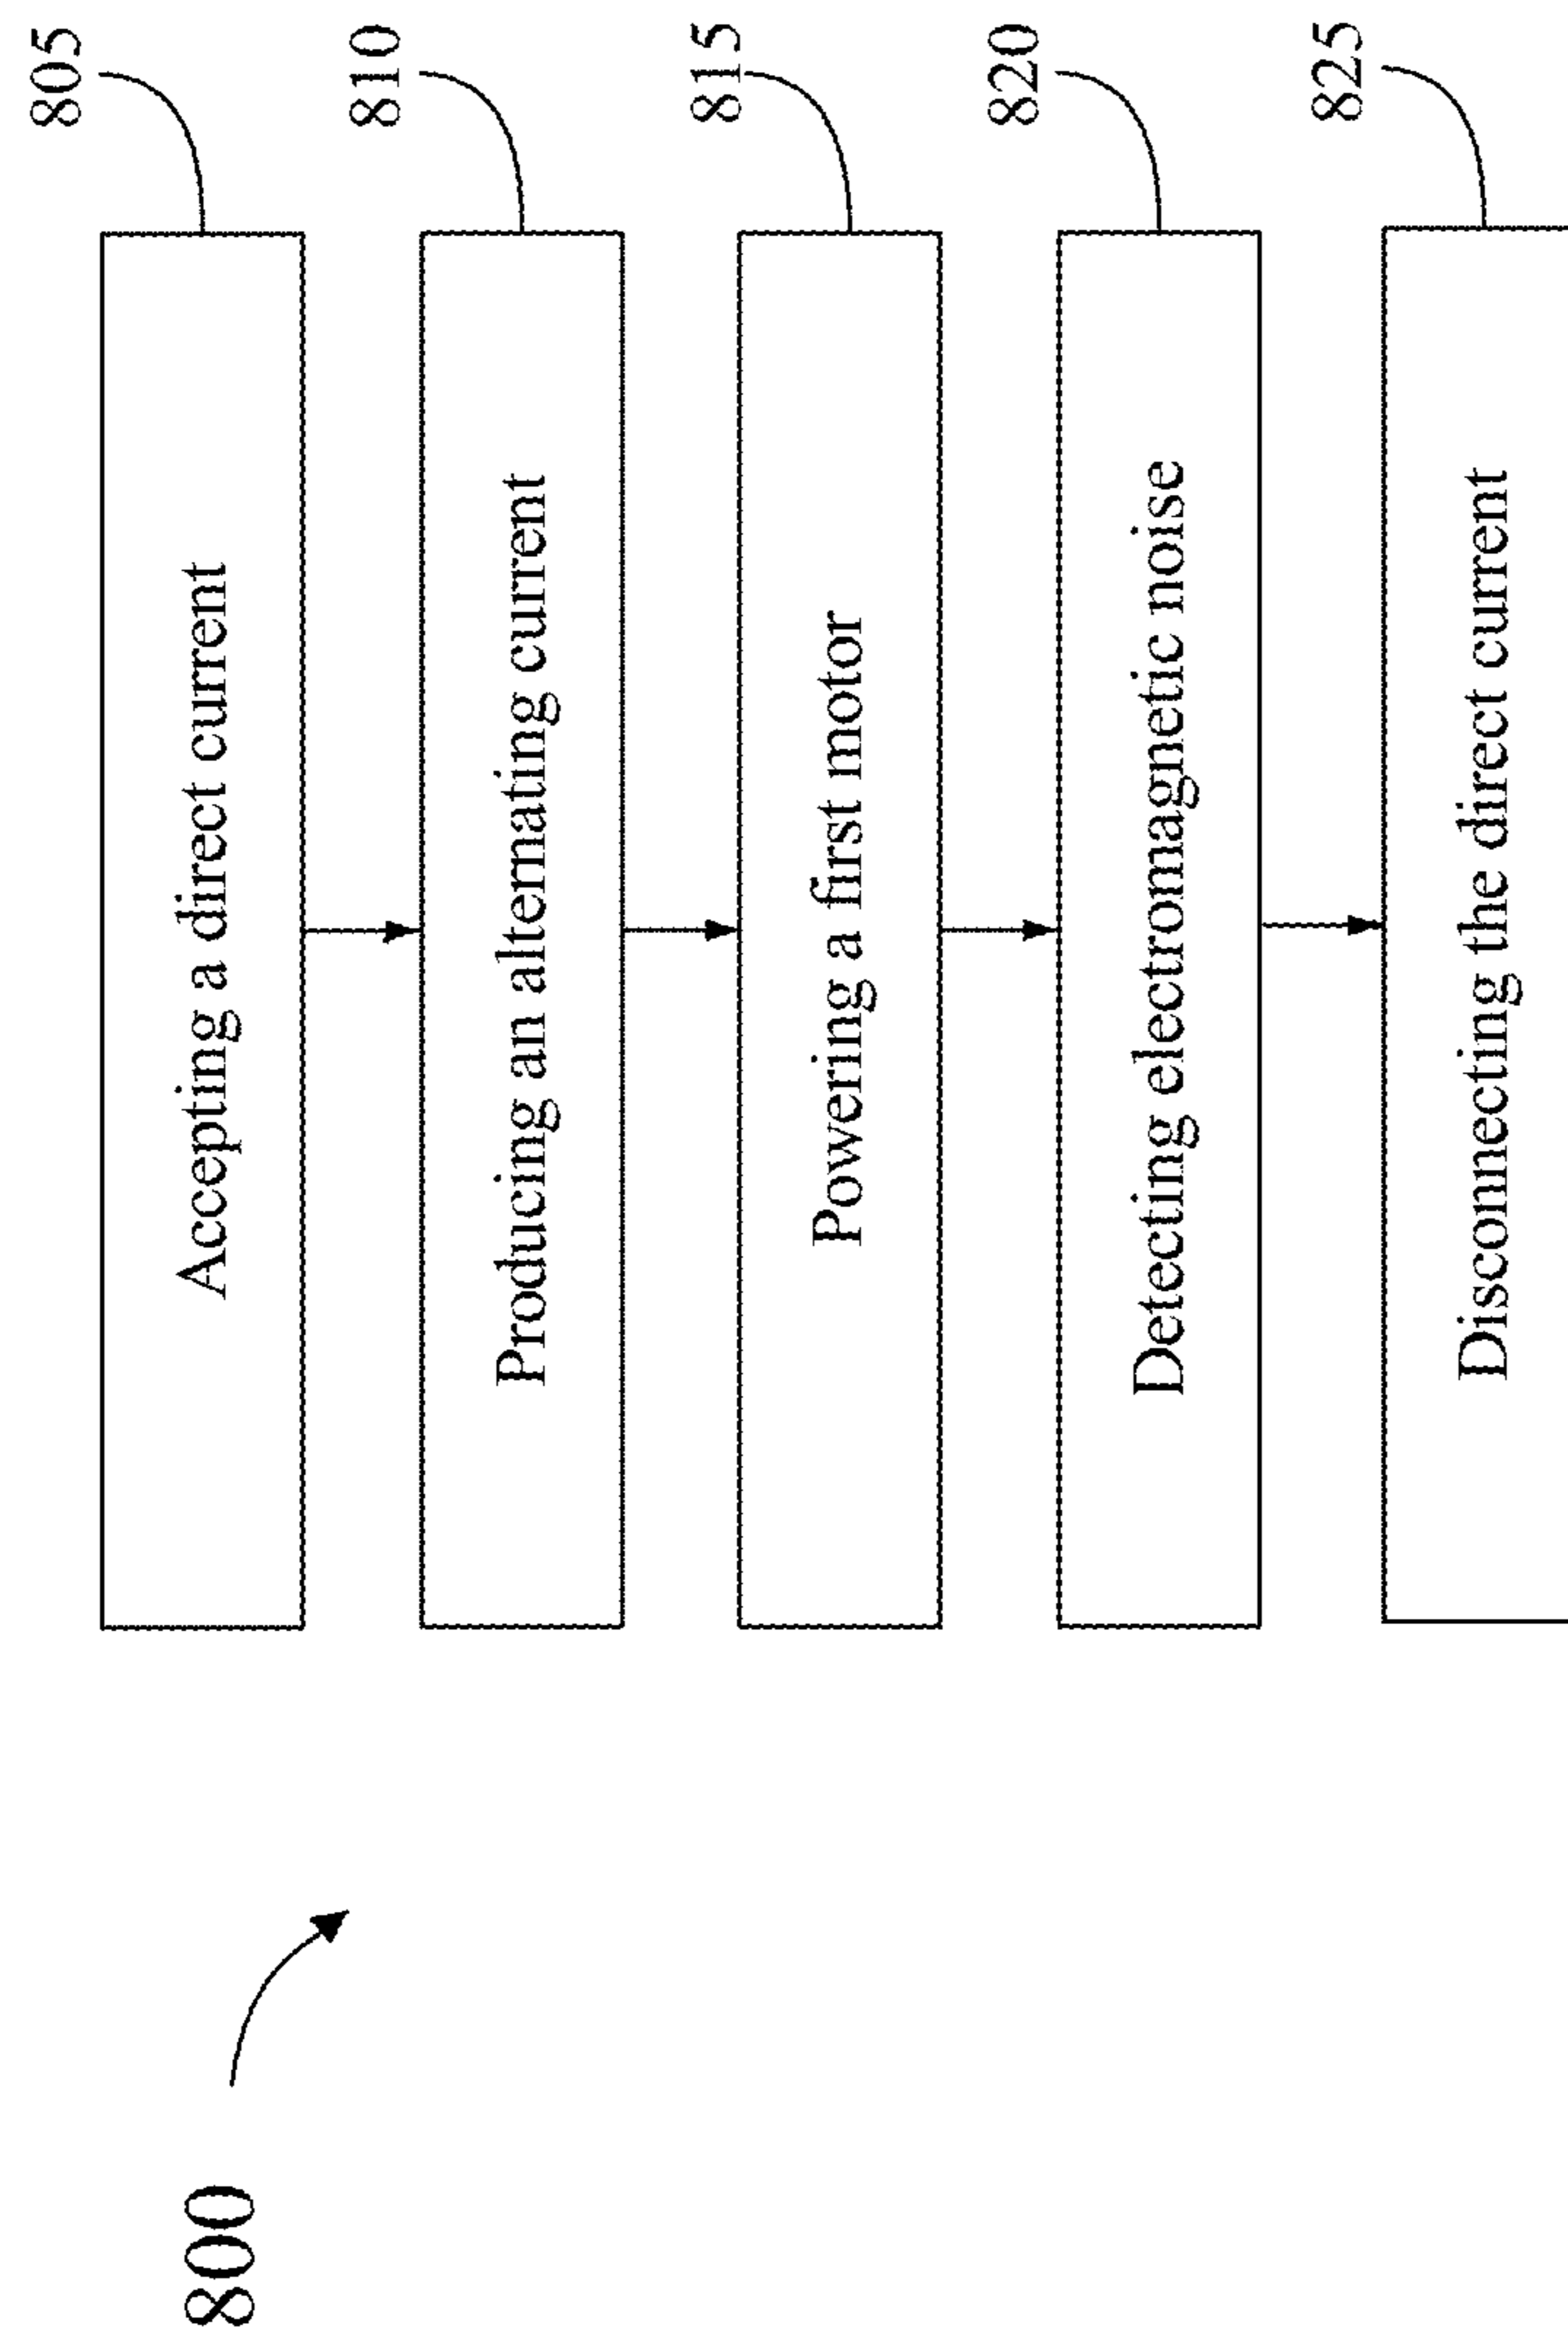 800
Accepting a direct current
805
Producing an alternating current
810
Powering a first motor
815
Detecting electromagnetic noise
820
Disconnecting the direct current
825